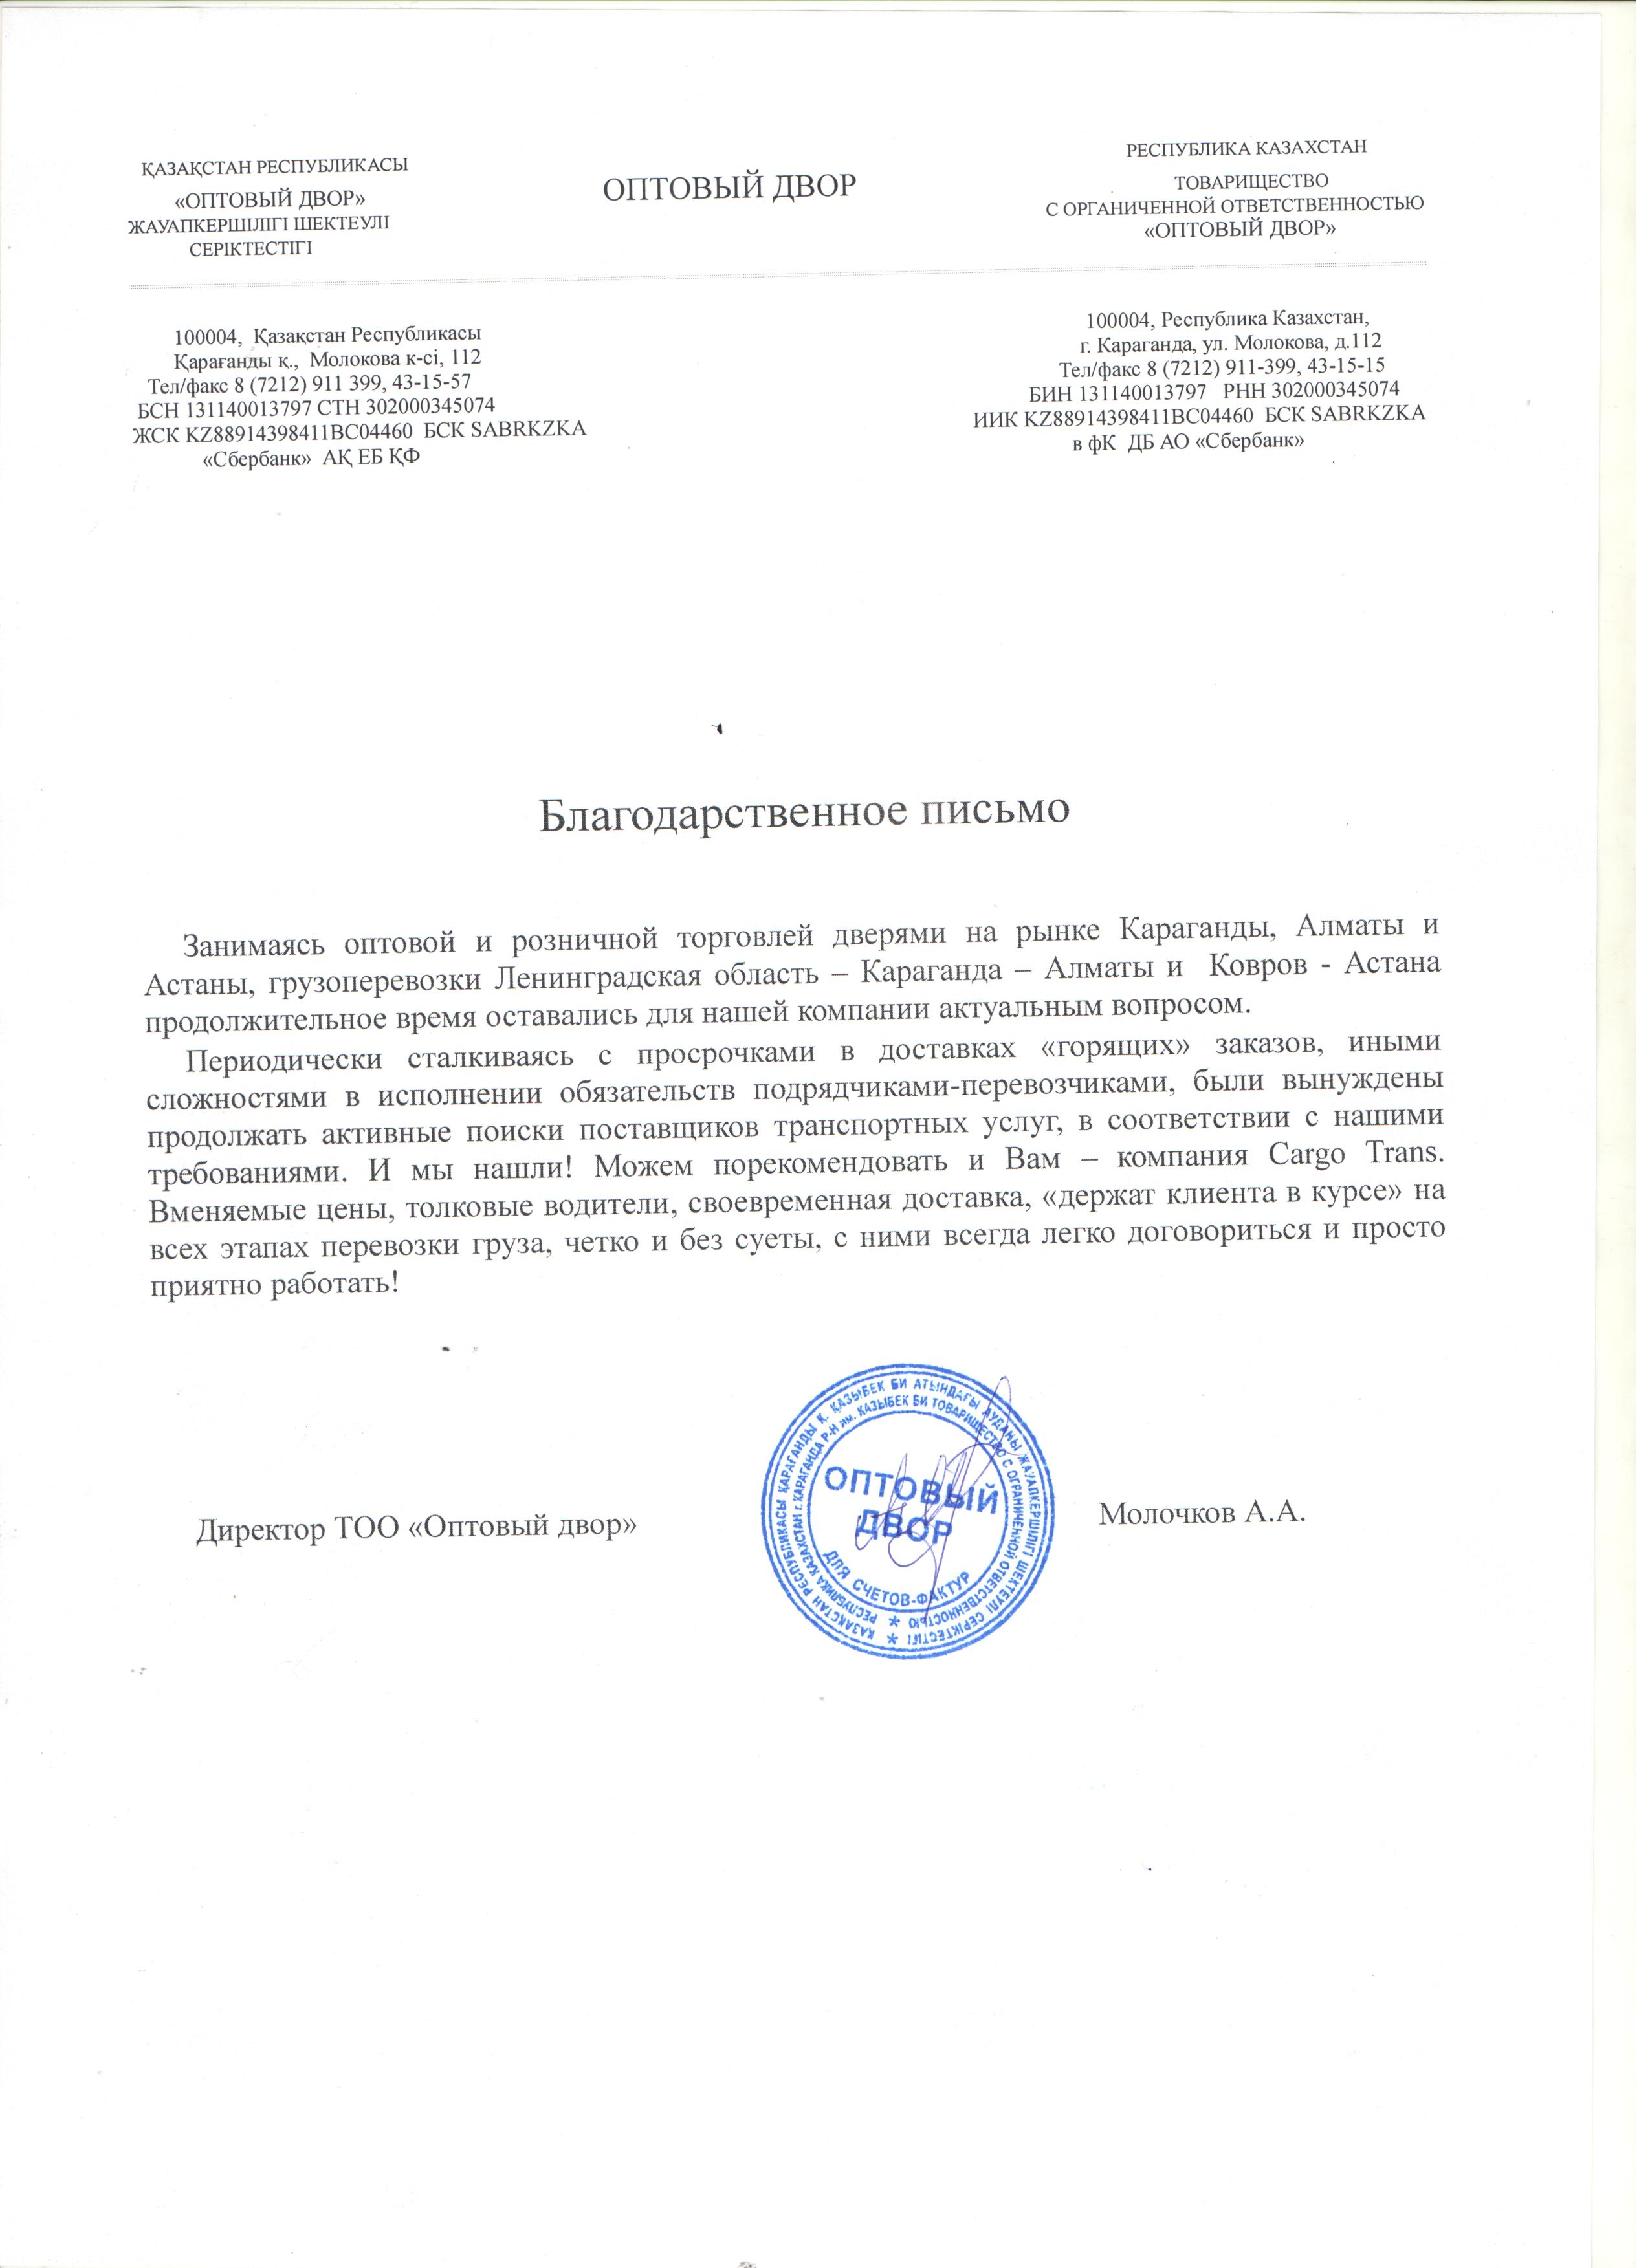 ҚАЗАҚСТАН РЕСПУБЛИКАСЫ
«ОПТОВЫЙ ДВОР»
ЖАУАПКЕРШІЛІГІ ШЕКТЕУЛІ
СЕРІКТЕСТІГІ
ОПТОВЫЙ ДВОР
РЕСПУБЛИКА КАЗАХСТАН
ТОВАРИЩЕСТВО
С ОРГАНИЧЕННОЙ ОТВЕТСТВЕННОСТЬЮ
«ОПТОВЫЙ ДВОР»
100004, Қазақстан Республикасы
Қарағанды қ., Молокова к-сі, 112
Тел/факс 8 (7212) 911 399, 43-15-57
БСН 131140013797 СТН 302000345074
ЖСК KZ88914398411BC04460 БСК SABRKZKA
«Сбербанк» АҚ ЕБ ҚФ
100004, Республика Казахстан,
г. Караганда, ул. Молокова, д.112
Тел/факс 8 (7212) 911-399, 43-15-15
БИН 131140013797 РНН 302000345074
ИИК KZ88914398411BC04460 БСК SABRKZKA
в фК ДБ АО «Сбербанк»
Благодарственное письмо
Занимаясь оптовой и розничной торговлей дверями на рынке Караганды, Алматы и
Астаны, грузоперевозки Ленинградская область – Караганда – Алматы и Ковров - Астана
продолжительное время оставались для нашей компании актуальным вопросом.
Периодически сталкиваясь с просрочками в доставках «горящих» заказов, иными
сложностями в исполнении обязательств подрядчиками-перевозчиками, были вынуждены
продолжать активные поиски поставщиков транспортных услуг, в соответствии с нашими
требованиями. И мы нашли! Можем порекомендовать и Вам – компания Cargo Trans.
Вменяемые цены, толковые водители, своевременная доставка, «держат клиента в курсе» на
всех этапах перевозки груза, четко и без суеты, с ними всегда легко договориться и просто
приятно работать!
Директор ТОО «Оптовый двор»
ҚАЗАҚСТАН РЕСПУБЛИКАСЫ ҚАРАҒАНДЫ Қ. ҚАЗЫБЕК БИ АТЫНДАҒЫ АУДАНЫ ЖАУАПКЕРШІЛІГІ ШЕКТЕУЛІ СЕРІКТЕСТІГІ *
РЕСПУБЛИКА КАЗАХСТАН г. КАРАГАНДА Р-Н им. КАЗЫБЕК БИ ТОВАРИЩЕСТВО С ОГРАНИЧЕННОЙ ОТВЕТСТВЕННОСТЬЮ *
ОПТОВЫЙ
ДВОР
ДЛЯ СЧЕТОВ-ФАКТУР
Молочков А.А.